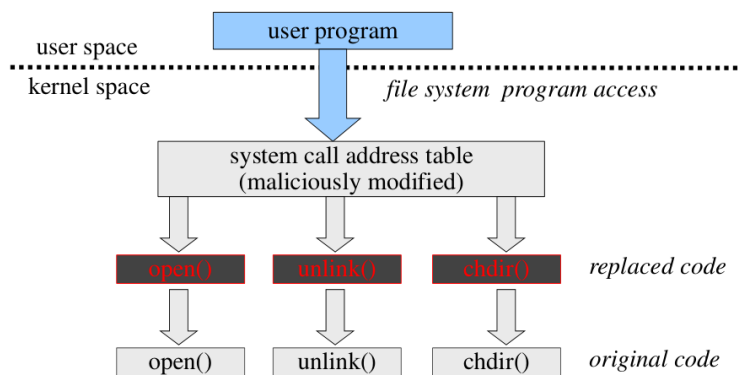 user program
user space
kernel space
file system program access
system call address table
(maliciously modified)
open() unlink() chdir() replaced code
open() unlink() chdir() original code